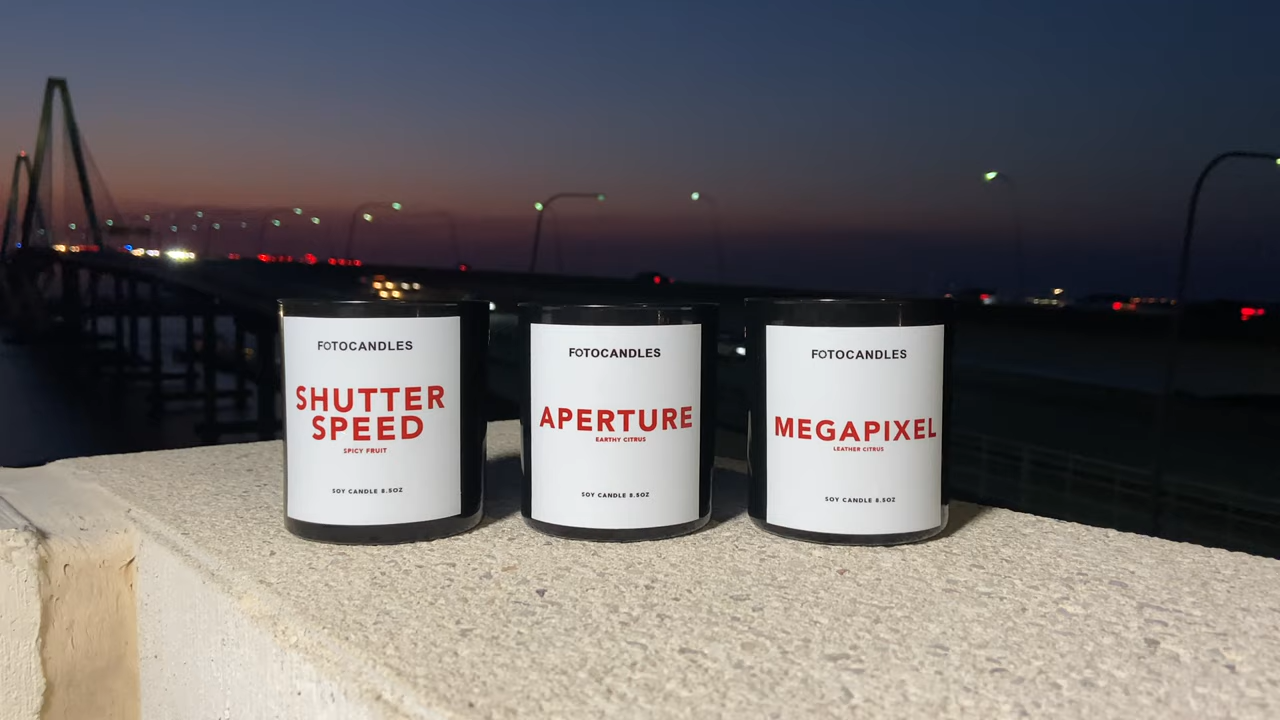 FOTOCANDLES
SHUTTER
SPEED
SPICY FRUIT
SOY CANDLE 8.5OZ
FOTOCANDLES
APERTURE
EARTHY CITRUS
SOY CANDLE 8.5OZ
FOTOCANDLES
MEGAPIXEL
LEATHER CITRUS
SOY CANDLE 8.5OZ